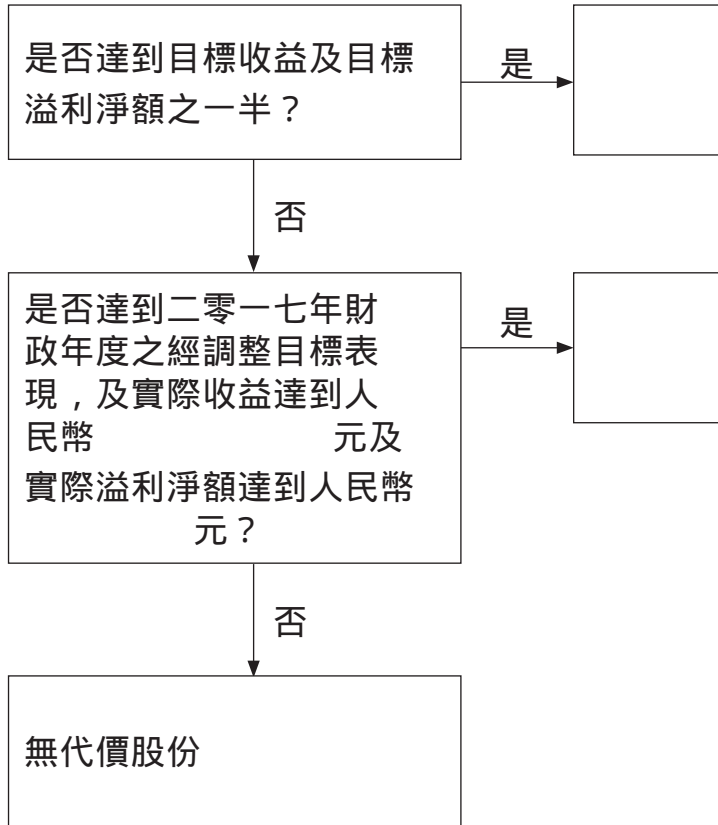 是否達到目標收益及目標
溢利淨額之一半？
是
否
是否達到二零一七年財
政年度之經調整目標表
現，及實際收益達到人
民幣 元及
實際溢利淨額達到人民幣
元？
是
否
無代價股份